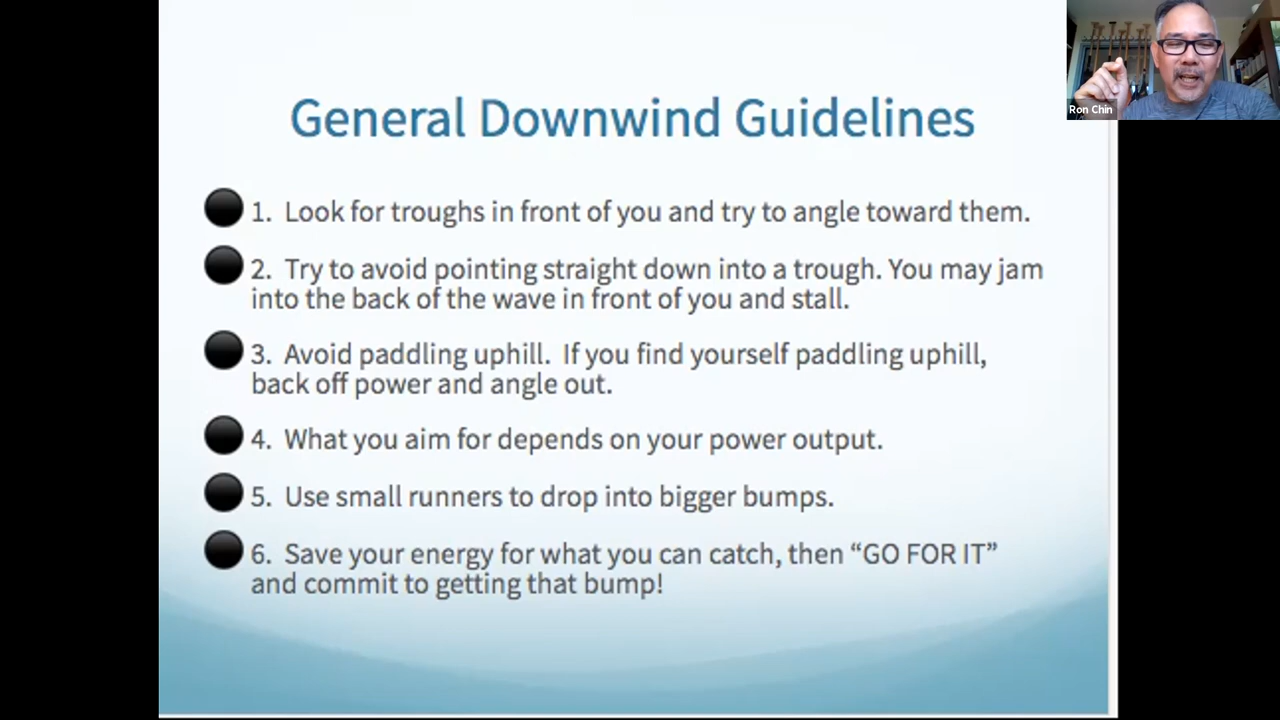 General Downwind Guidelines
1. Look for troughs in front of you and try to angle toward them.
2. Try to avoid pointing straight down into a trough. You may jam
into the back of the wave in front of you and stall.
3. Avoid paddling uphill. If you find yourself paddling uphill,
back off power and angle out.
4. What you aim for depends on your power output.
5. Use small runners to drop into bigger bumps.
6. Save your energy for what you can catch, then “GO FOR IT”
and commit to getting that bump!
Ron Chin